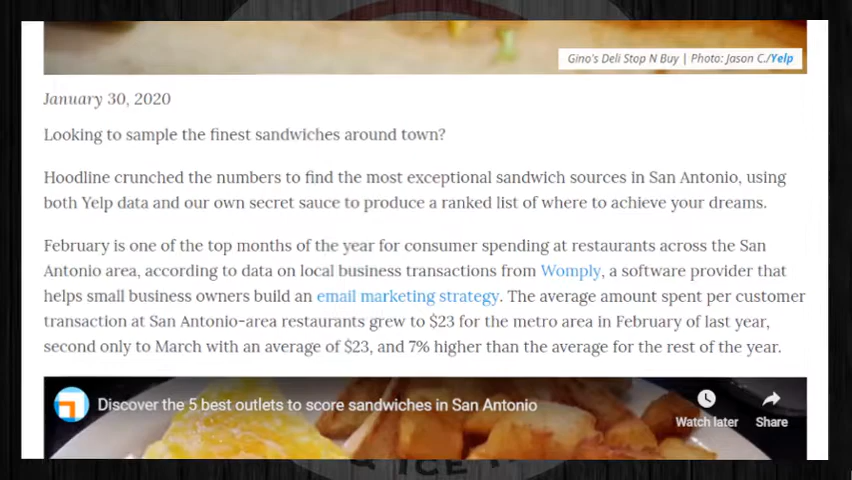 Gino's Deli Stop N Buy | Photo: Jason C./Yelp
January 30, 2020
Looking to sample the finest sandwiches around town?
Hoodline crunched the numbers to find the most exceptional sandwich sources in San Antonio, using
both Yelp data and our own secret sauce to produce a ranked list of where to achieve your dreams.
February is one of the top months of the year for consumer spending at restaurants across the San
Antonio area, according to data on local business transactions from Womply, a software provider that
helps small business owners build an email marketing strategy. The average amount spent per customer
transaction at San Antonio-area restaurants grew to $23 for the metro area in February of last year,
second only to March with an average of $23, and 7% higher than the average for the rest of the year.
Discover the 5 best outlets to score sandwiches in San Antonio
Watch later
Share